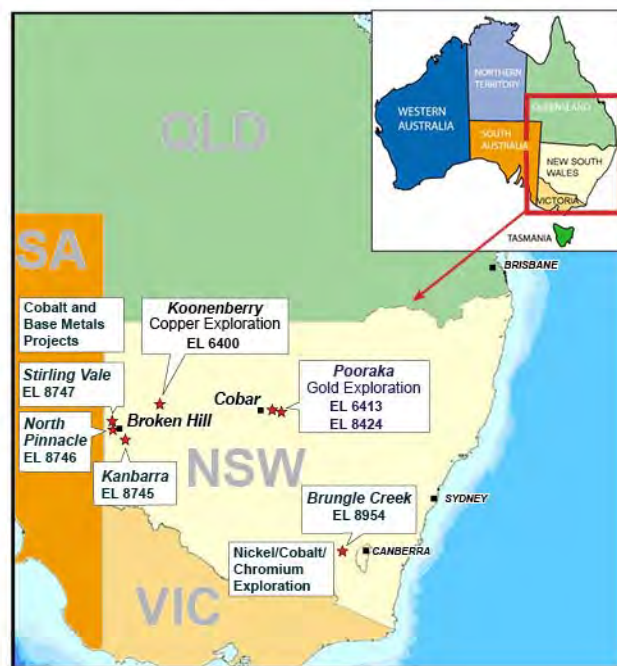 WESTERN
AUSTRALIA
NORTHERN
TERRITORY
QUEENSLAND
SOUTH
AUSTRALIA
NEW SOUTH
WALES
VICTORIA
TASMANIA
QLD
BRISBANE
SA
Cobalt and
Base Metals
Projects
Koonenberry
Copper Exploration
EL 6400
Stirling Vale
EL 8747
Cobar
Pooraka
Gold Exploration
EL 6413
EL 8424
North
Pinnacle
EL 8746
Broken Hill
Kanbarra
EL 8745
NSW
Brungle Creek
EL 8954
SYDNEY
Nickel/Cobalt/
Chromium
Exploration
CANBERRA
VIC